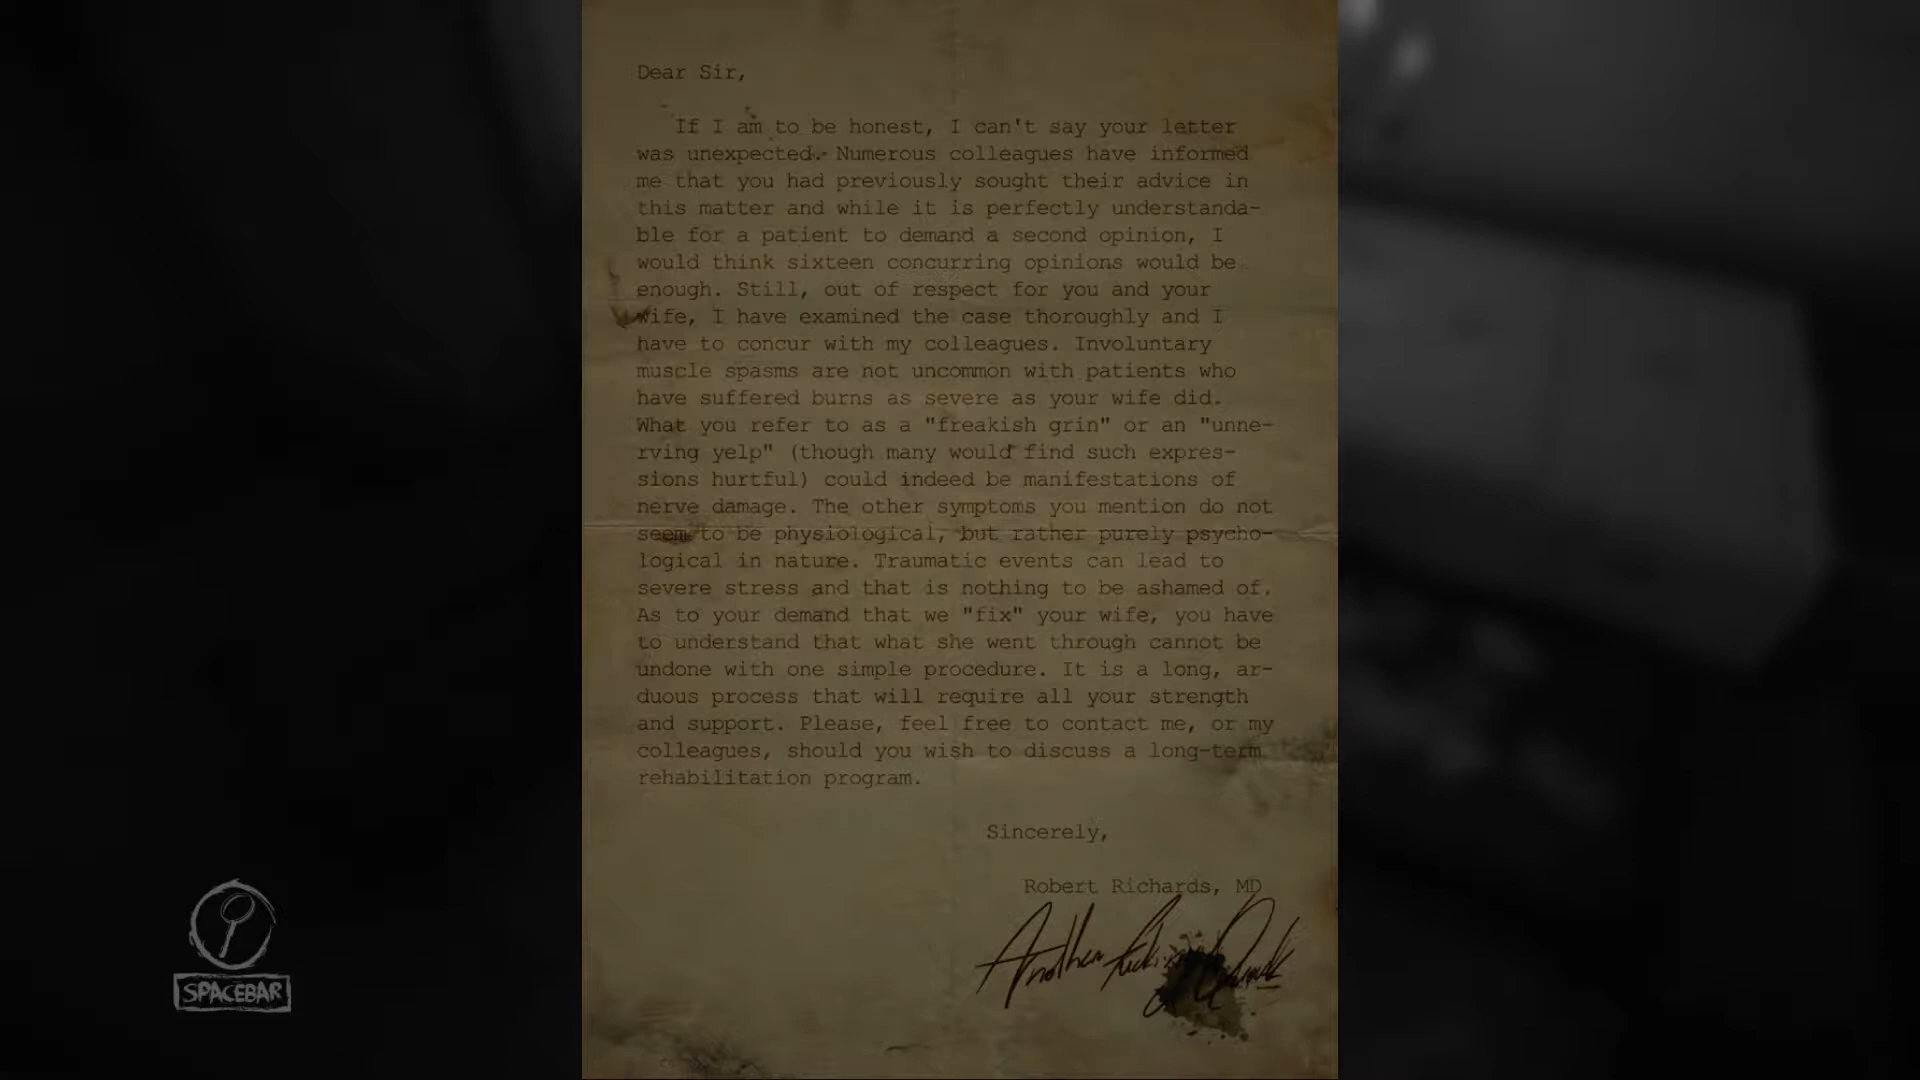 Dear Sir,
If I am to be honest, I can't say your letter
was unexpected. Numerous colleagues have informed
me that you had previously sought their advice in
this matter and while it is perfectly understanda-
ble for a patient to demand a second opinion, I
would think sixteen concurring opinions would be
enough. Still, out of respect for you and your
wife, I have examined the case thoroughly and I
have to concur with my colleagues. Involuntary
muscle spasms are not uncommon with patients who
have suffered burns as severe as your wife did.
What you refer to as a "freakish grin" or an "unne-
rving yelp" (though many would find such expres-
sions hurtful) could indeed be manifestations of
nerve damage. The other symptoms you mention do not
seem to be physiological, but rather purely psycho-
logical in nature. Traumatic events can lead to
severe stress and that is nothing to be ashamed of.
As to your demand that we "fix" your wife, you have
to understand that what she went through cannot be
undone with one simple procedure. It is a long, ar-
duous process that will require all your strength
and support. Please, feel free to contact me, or my
colleagues, should you wish to discuss a long-term
rehabilitation program.
Sincerely,
Robert Richards, MD
Another
SPACEBAR